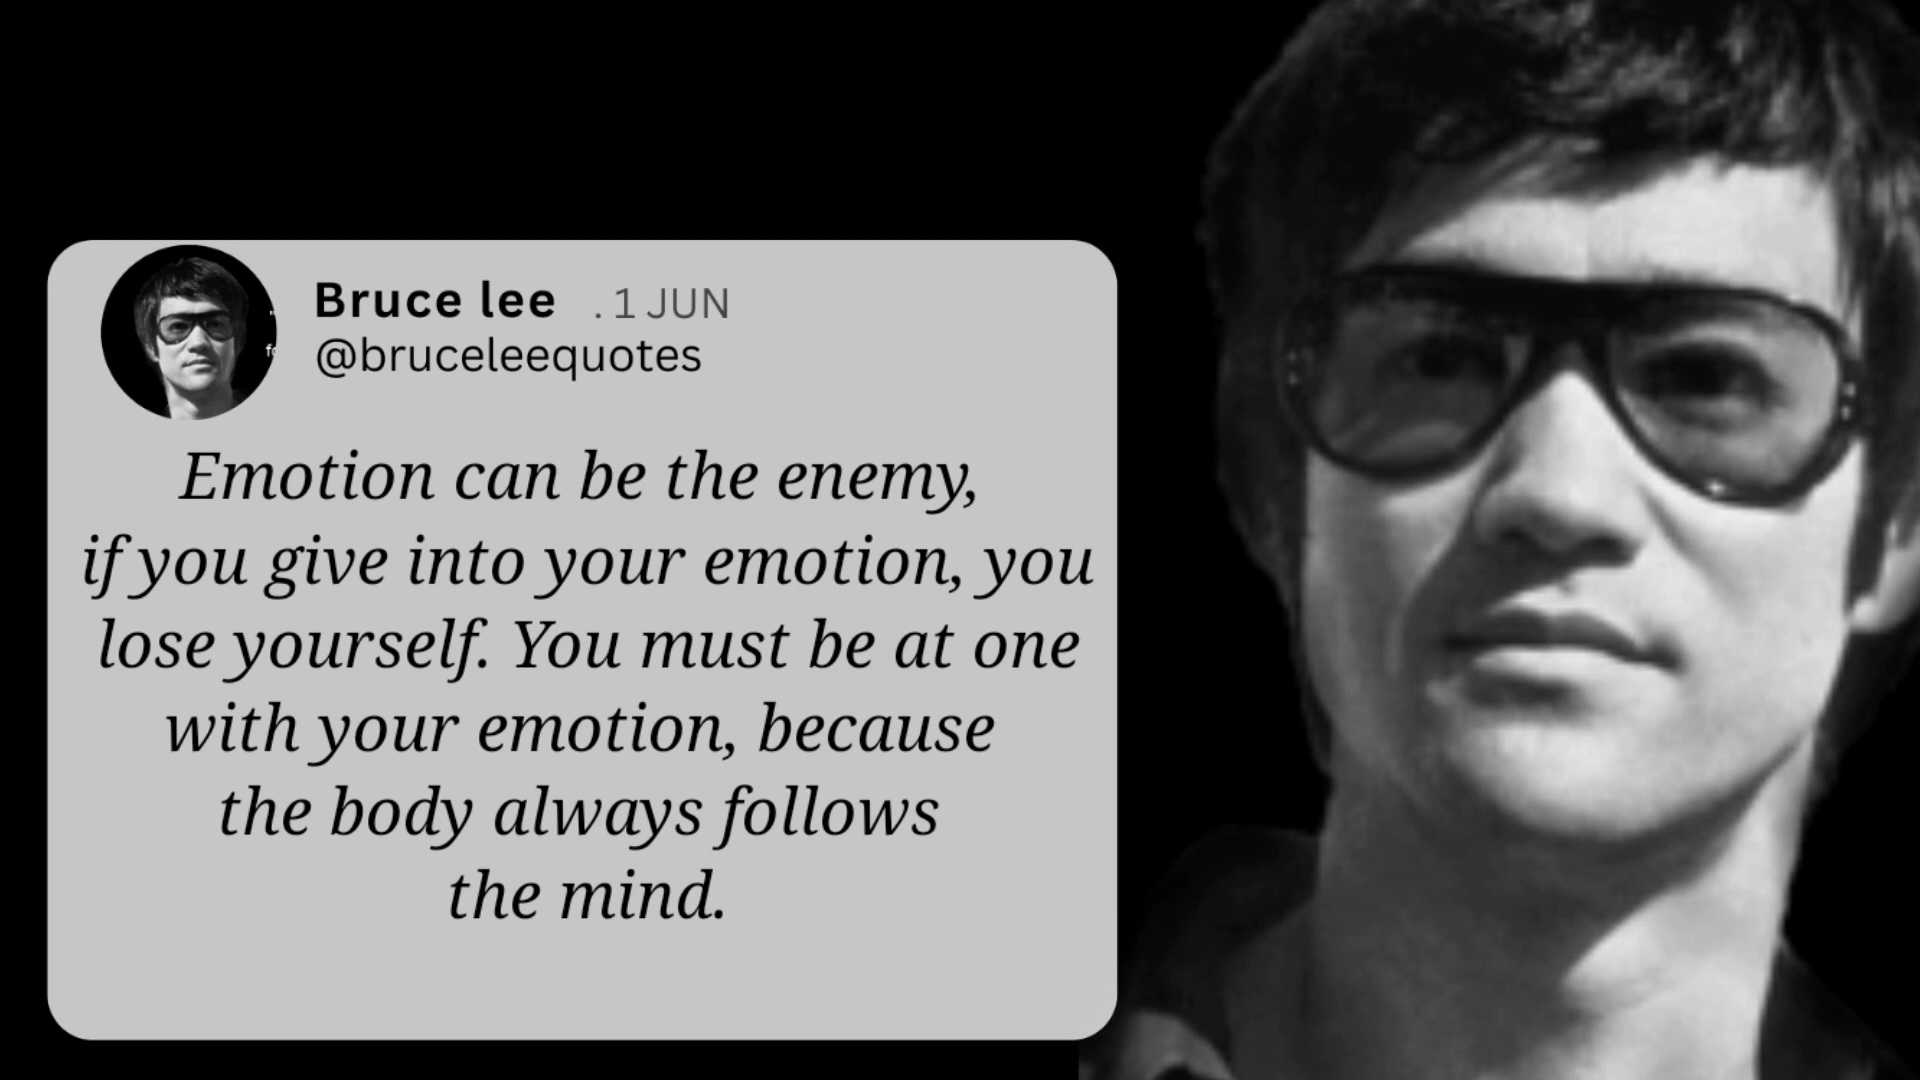 Bruce lee . 1 JUN
@bruceleequotes
Emotion can be the enemy,
if you give into your emotion, you
lose yourself. You must be at one
with your emotion, because
the body always follows
the mind.